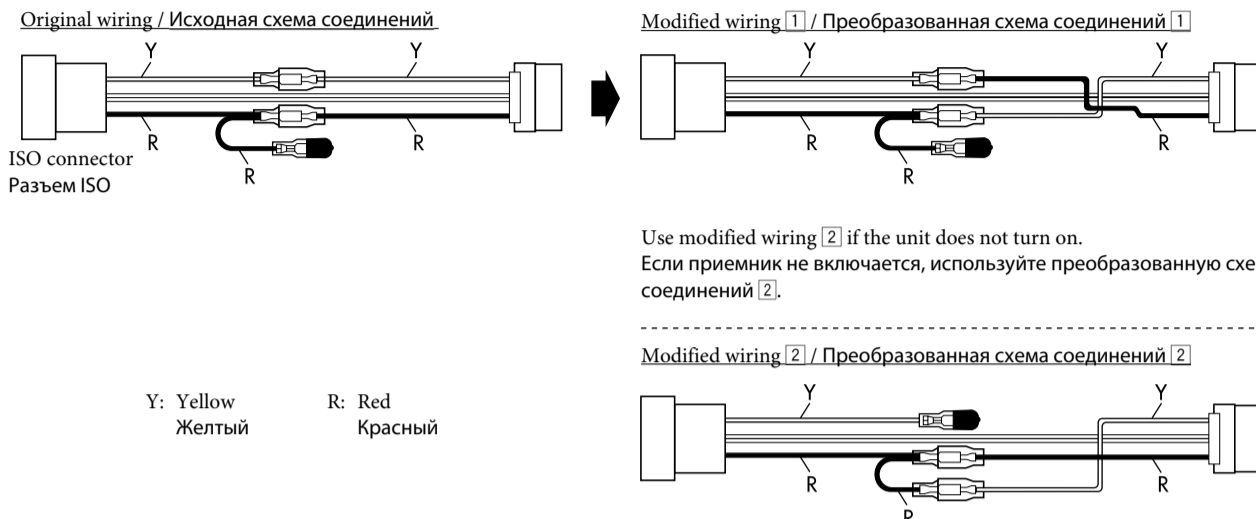 Original wiring / Исходная схема соединений
Y
Y
R
R
R
ISO connector
Разъем ISO
Y: Yellow
Желтый
R: Red
Красный
Modified wiring 1 / Преобразованная схема соединений 1
Y
Y
R
R
R
Use modified wiring 2 if the unit does not turn on.
Если приемник не включается, используйте преобразованную схе
соединений 2.
Modified wiring 2 / Преобразованная схема соединений 2
Y
Y
R
R
R